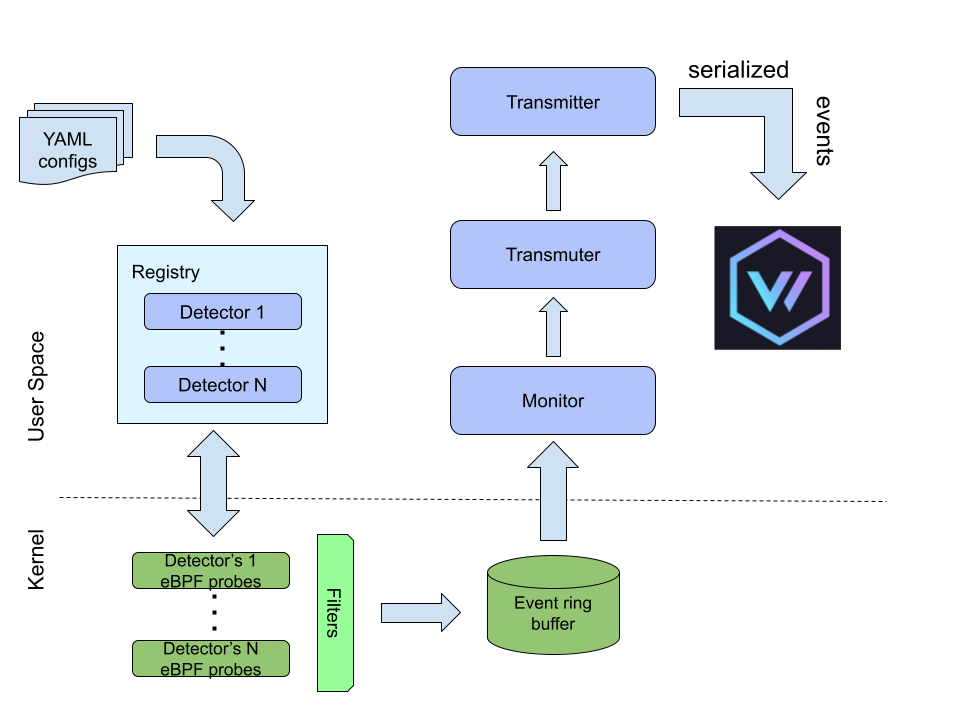 serialized
events
Transmitter
YAML
configs
Transmuter
Registry
Detector 1
Detector N
Monitor
User Space
Kernel
Detector's 1
eBPF probes
Detector's N
eBPF probes
Filters
Event ring
buffer